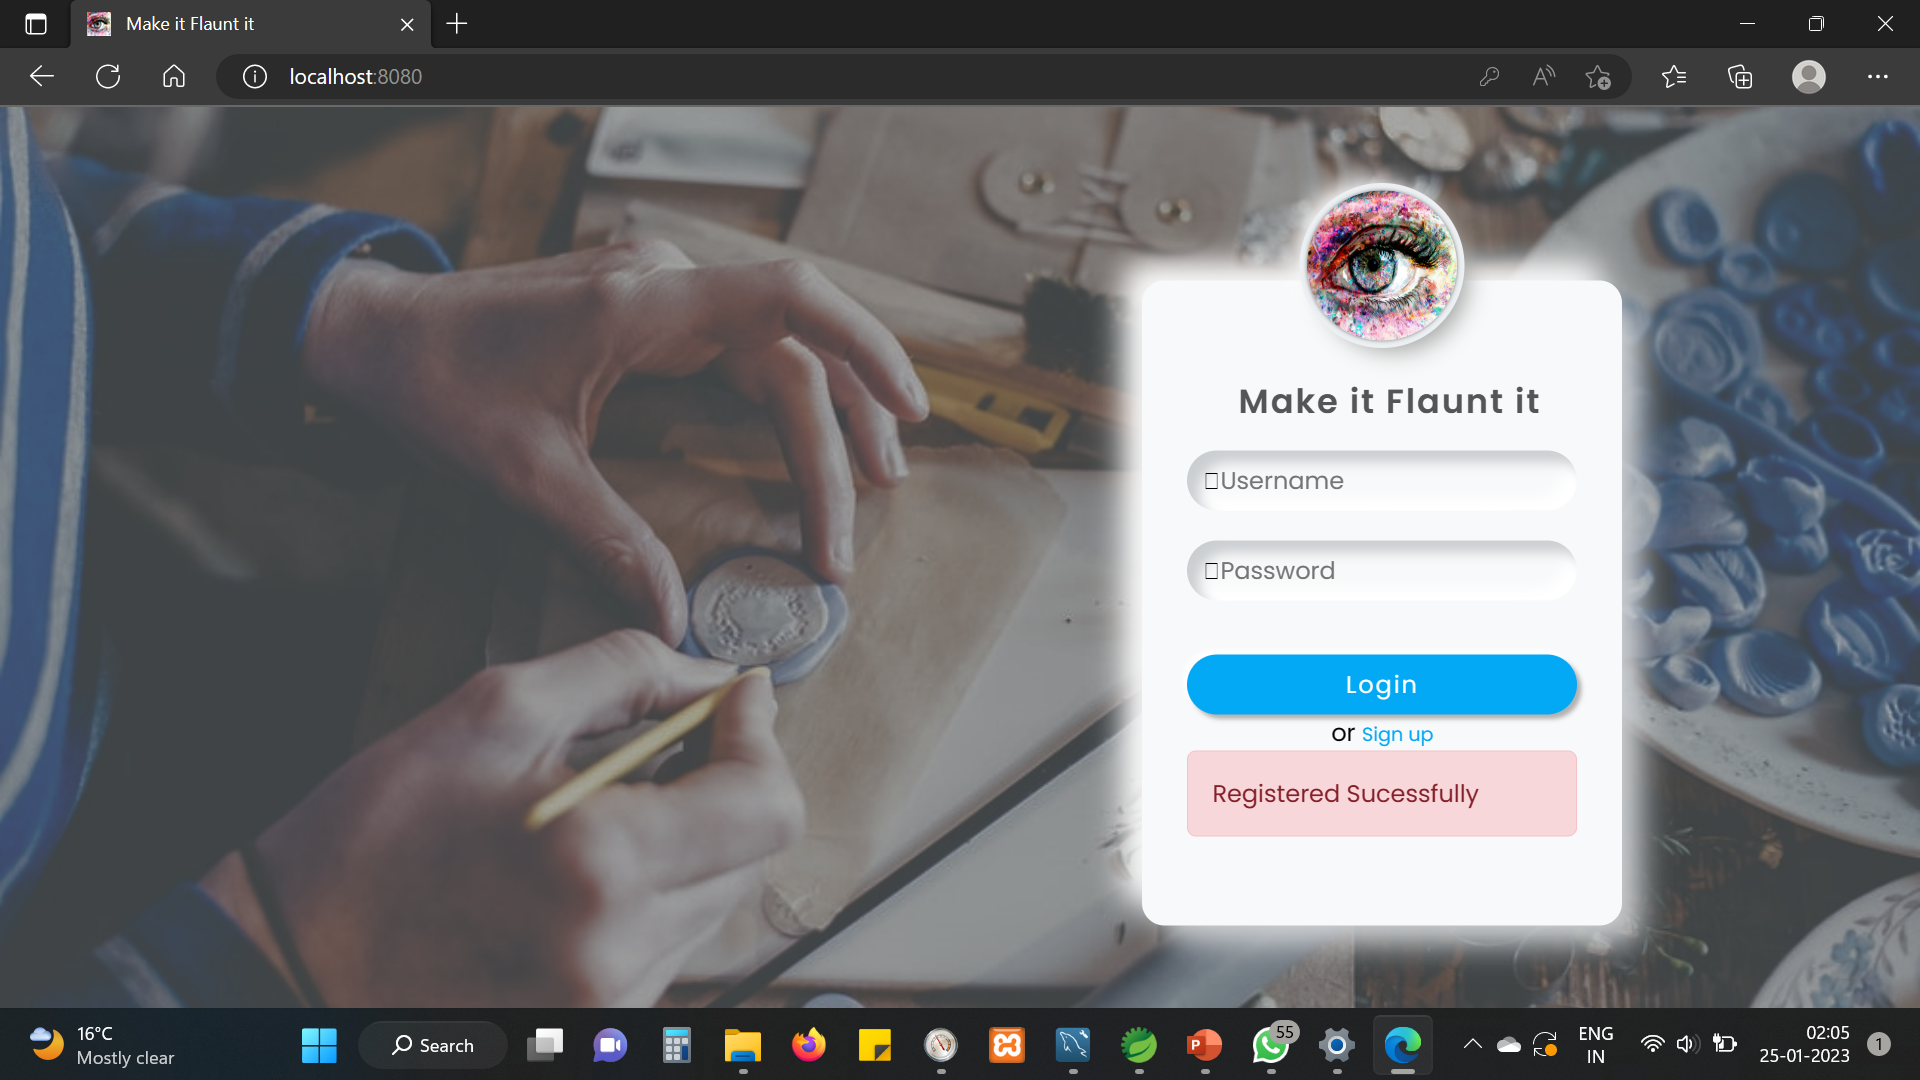 Make it Flaunt it
localhost:8080
Make it Flaunt it
Username
Password
Login
or Sign up
Registered Sucessfully
16°C
Mostly clear
Search
P
55
ENG
IN
02:05
25-01-2023
1